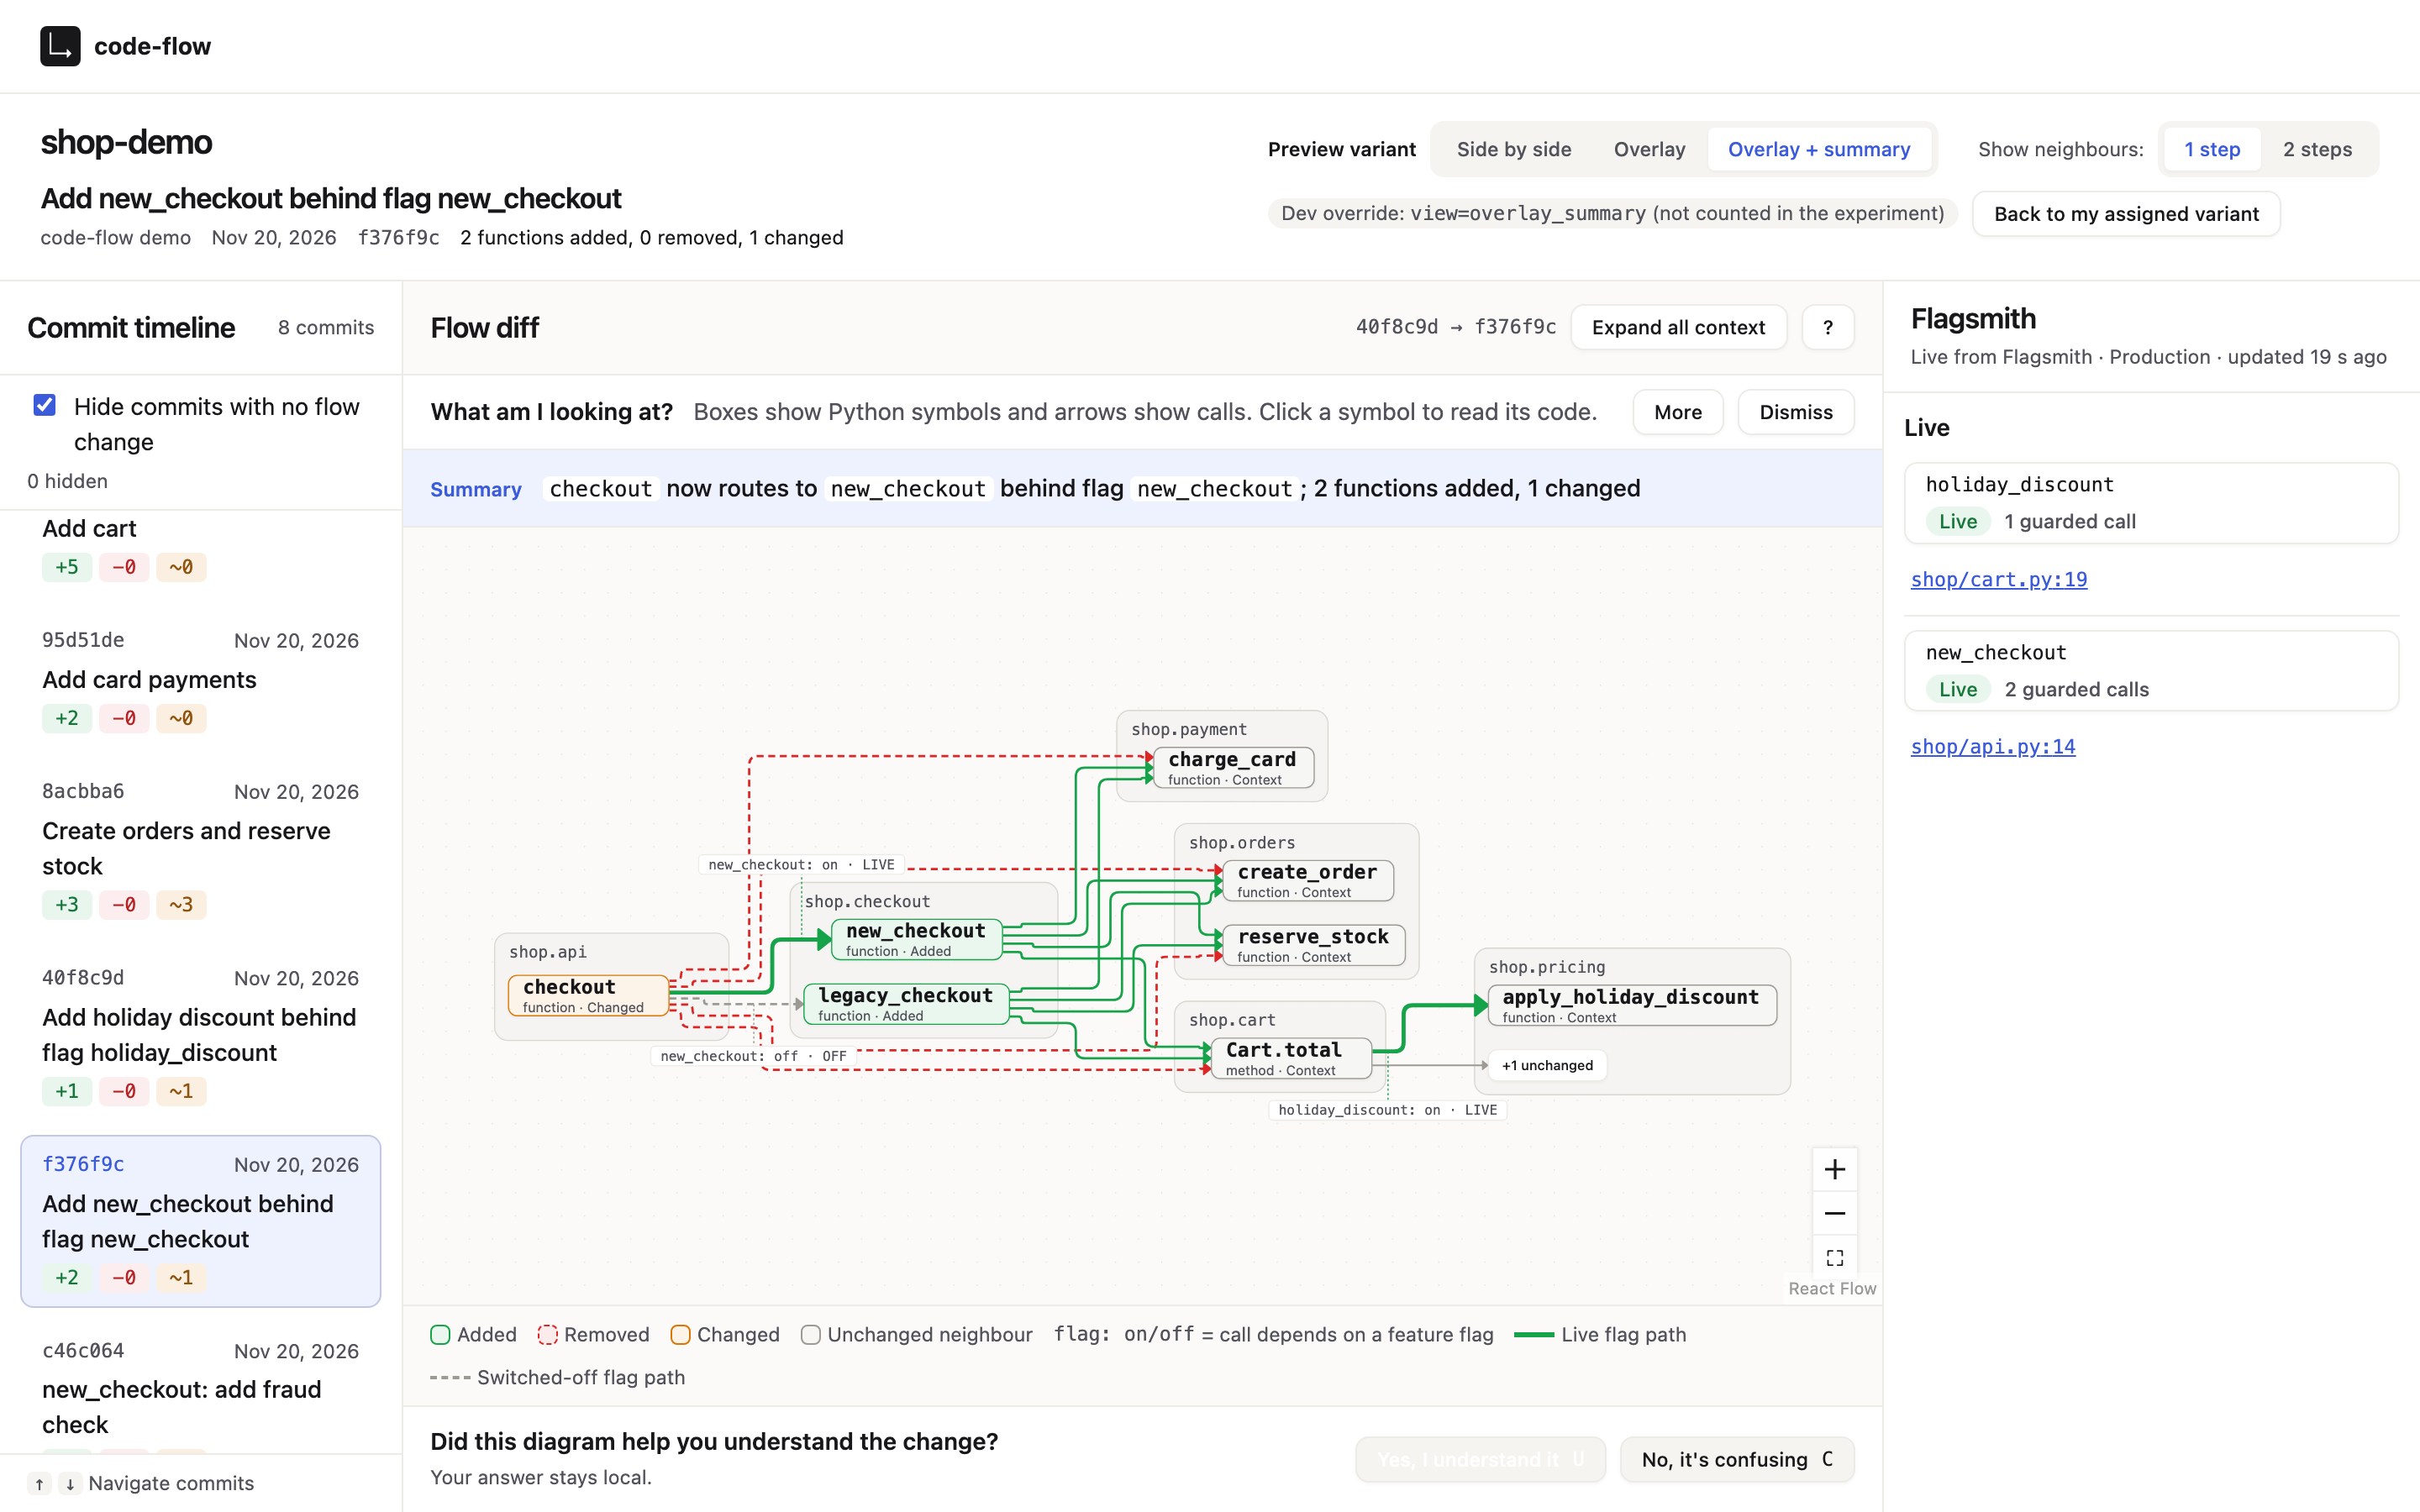 code-flow
shop-demo
Add new_checkout behind flag new_checkout
code-flow demo Nov 20, 2026 f376f9c 2 functions added, 0 removed, 1 changed
Preview variant Side by side Overlay Overlay + summary Show neighbours: 1 step 2 steps
Dev override: view=overlay_summary (not counted in the experiment) Back to my assigned variant
Commit timeline 8 commits
Hide commits with no flow
change
0 hidden
Add cart
+5 −0 ~0
95d51de Nov 20, 2026
Add card payments
+2 −0 ~0
8acbba6 Nov 20, 2026
Create orders and reserve
stock
+3 −0 ~3
40f8c9d Nov 20, 2026
Add holiday discount behind
flag holiday_discount
+1 −0 ~1
f376f9c Nov 20, 2026
Add new_checkout behind
flag new_checkout
+2 −0 ~1
c46c064 Nov 20, 2026
new_checkout: add fraud
check
↑ ↓ Navigate commits
Flow diff 40f8c9d → f376f9c Expand all context ?
What am I looking at? Boxes show Python symbols and arrows show calls. Click a symbol to read its code. More Dismiss
Summary checkout now routes to new_checkout behind flag new_checkout; 2 functions added, 1 changed
shop.payment
charge_card
function · Context
shop.orders
create_order
function · Context
reserve_stock
function · Context
new_checkout: on · LIVE
shop.checkout
new_checkout
function · Added
legacy_checkout
function · Added
shop.api
checkout
function · Changed
new_checkout: off · OFF
shop.cart
Cart.total
method · Context
shop.pricing
apply_holiday_discount
function · Context
+1 unchanged
holiday_discount: on · LIVE
React Flow
Added Removed Changed Unchanged neighbour flag: on/off = call depends on a feature flag Live flag path
Switched-off flag path
Did this diagram help you understand the change?
Your answer stays local.
Yes, I understand it U No, it's confusing C
Flagsmith
Live from Flagsmith · Production · updated 19 s ago
Live
holiday_discount
Live 1 guarded call
shop/cart.py:19
new_checkout
Live 2 guarded calls
shop/api.py:14